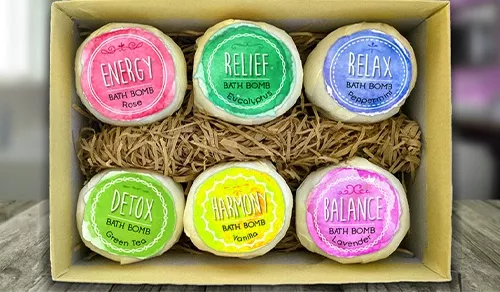 ENERGY
BATH BOMB
Rose
RELIEF
BATH BOMB
Eucalyptus
RELAX
BATH BOMB
Peppermint
DETOX
BATH BOMB
Green Tea
HARMONY
BATH BOMB
Vanilla
BALANCE
BATH BOMB
Lavender